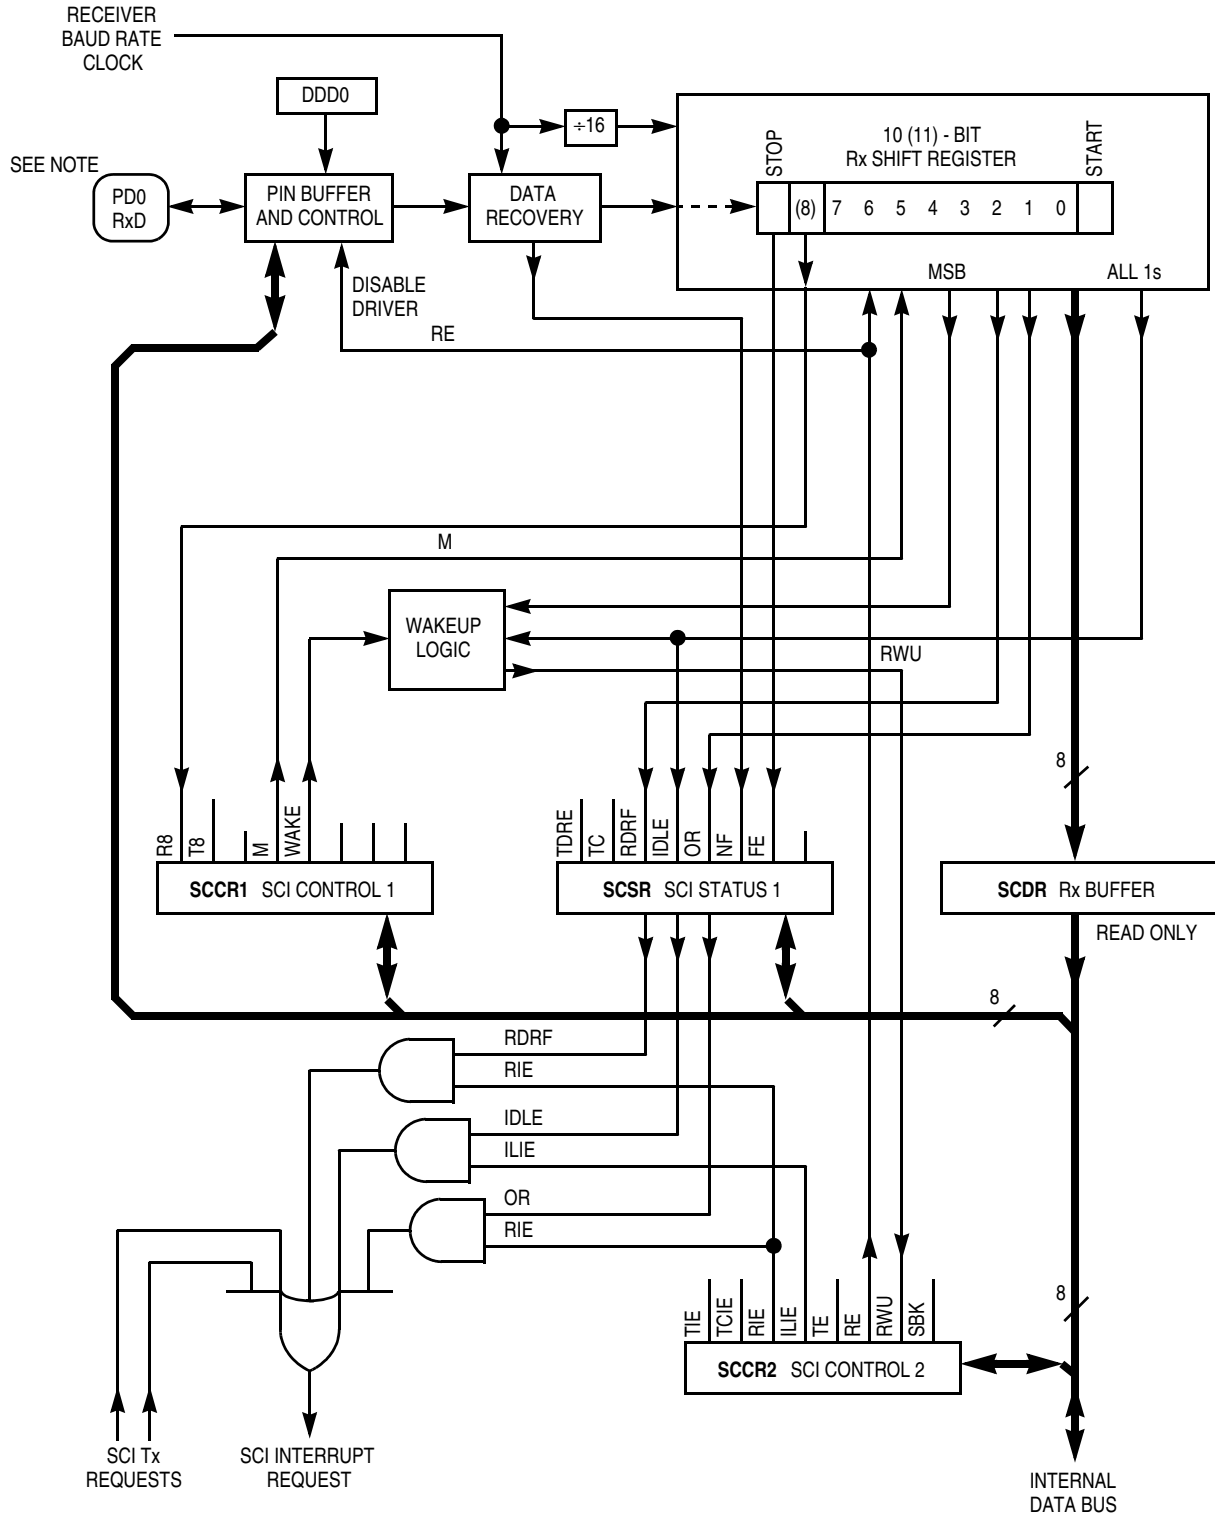 RECEIVER
BAUD RATE
CLOCK
DDD0
÷16
SEE NOTE
PD0
RxD
PIN BUFFER
AND CONTROL
DATA
RECOVERY
10 (11) - BIT
Rx SHIFT REGISTER
STOP
START
(8) 7 6 5 4 3 2 1 0
MSB
ALL 1s
DISABLE
DRIVER
RE
M
WAKEUP
LOGIC
RWU
8
R8
T8
M
WAKE
TDRE
TC
RDRF
IDLE
OR
NF
FE
SCCR1 SCI CONTROL 1
SCSR SCI STATUS 1
SCDR Rx BUFFER
READ ONLY
8
RDRF
RIE
IDLE
ILIE
OR
RIE
8
TIE
TCIE
RIE
ILIE
TE
RE
RWU
SBK
SCCR2 SCI CONTROL 2
SCI Tx
REQUESTS
SCI INTERRUPT
REQUEST
INTERNAL
DATA BUS